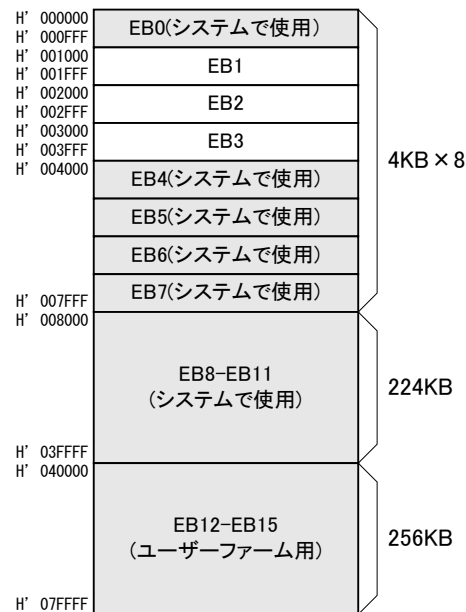 H’ 000000
H’ 000FFF
EB0(システムで使用)
H’ 001000
H’ 001FFF
EB1
H’ 002000
H’ 002FFF
EB2
H’ 003000
H’ 003FFF
EB3
H’ 004000
EB4(システムで使用)
EB5(システムで使用)
EB6(システムで使用)
EB7(システムで使用)
H’ 007FFF
4KB×8
H’ 008000
EB8-EB11
(システムで使用)
H’ 03FFFF
224KB
H’ 040000
EB12-EB15
(ユーザーファーム用)
H’ 07FFFF
256KB